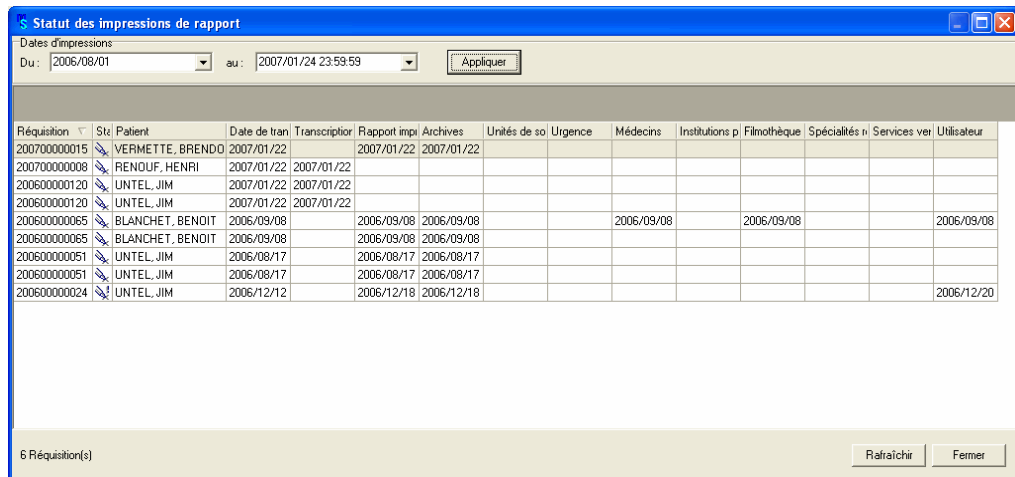 Statut des impressions de rapport
Dates d'impressions
Du : 2006/08/01 au : 2007/01/24 23:59:59 Appliquer
Réquisition Sta Patient Date de tran Transcription Rapport impr Archives Unités de so Urgence Médecins Institutions p Filmothèque Spécialités r Services ver Utilisateur
200700000015 VERMETTE, BRENDO 2007/01/22 2007/01/22 2007/01/22
200700000008 RENOUF, HENRI 2007/01/22 2007/01/22
200600000120 UNTEL, JIM 2007/01/22 2007/01/22
200600000120 UNTEL, JIM 2007/01/22 2007/01/22
200600000065 BLANCHET, BENOIT 2006/09/08 2006/09/08 2006/09/08 2006/09/08 2006/09/08 2006/09/08
200600000065 BLANCHET, BENOIT 2006/09/08 2006/09/08 2006/09/08
200600000051 UNTEL, JIM 2006/08/17 2006/08/17 2006/08/17
200600000051 UNTEL, JIM 2006/08/17 2006/08/17 2006/08/17
200600000024 UNTEL, JIM 2006/12/12 2006/12/18 2006/12/18 2006/12/20
6 Réquisition(s) Rafraîchir Fermer